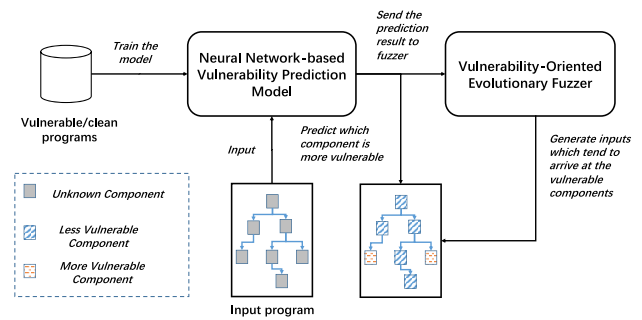 Train the
model
Vulnerable/clean
programs
Neural Network-based
Vulnerability Prediction
Model
Send the
prediction
result to
fuzzer
Vulnerability-Oriented
Evolutionary Fuzzer
Input
Predict which
component is
more vulnerable
Generate inputs
which tend to
arrive at the
vulnerable
components
Unknown Component
Less Vulnerable
Component
More Vulnerable
Component
Input program